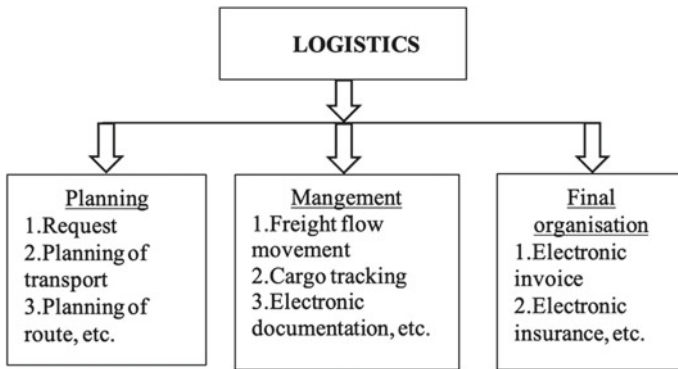 LOGISTICS
Planning
1.Request
2.Planning of
transport
3.Planning of
route, etc.
Mangement
1.Freight flow
movement
2.Cargo tracking
3.Electronic
documentation, etc.
Final
organisation
1.Electronic
invoice
2.Electronic
insurance, etc.